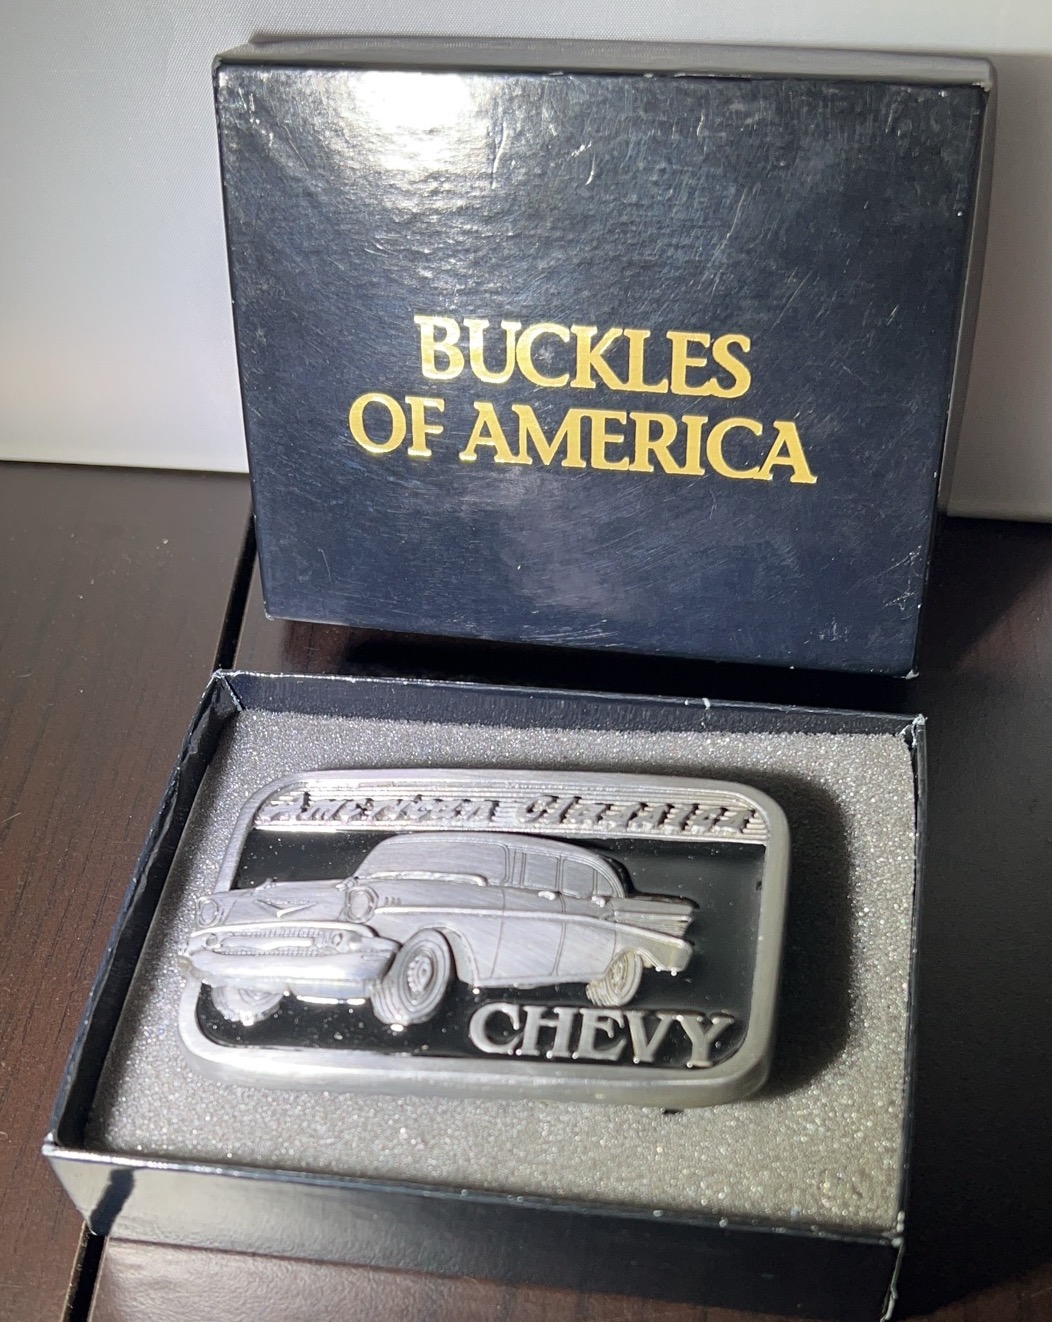 BUCKLES
OF AMERICA
American Classics
CHEVY